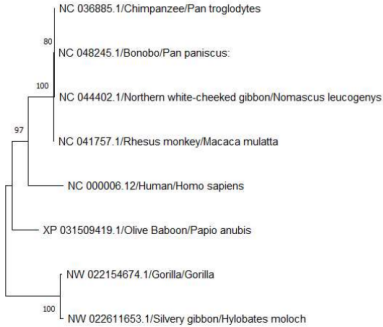 NC 036885.1/Chimpanzee/Pan troglodytes
80
NC 048245.1/Bonobo/Pan paniscus:
100
NC 044402.1/Northern white-cheeked gibbon/Nomascus leucogenys
97
NC 041757.1/Rhesus monkey/Macaca mulatta
NC 000006.12/Human/Homo sapiens
XP 031509419.1/Olive Baboon/Papio anubis
NW 022154674.1/Gorilla/Gorilla
100
NW 022611653.1/Silvery gibbon/Hylobates moloch